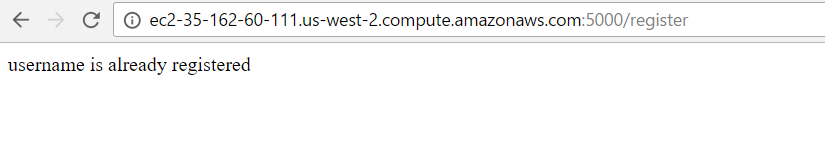 ec2-35-162-60-111.us-west-2.compute.amazonaws.com:5000/register
username is already registered